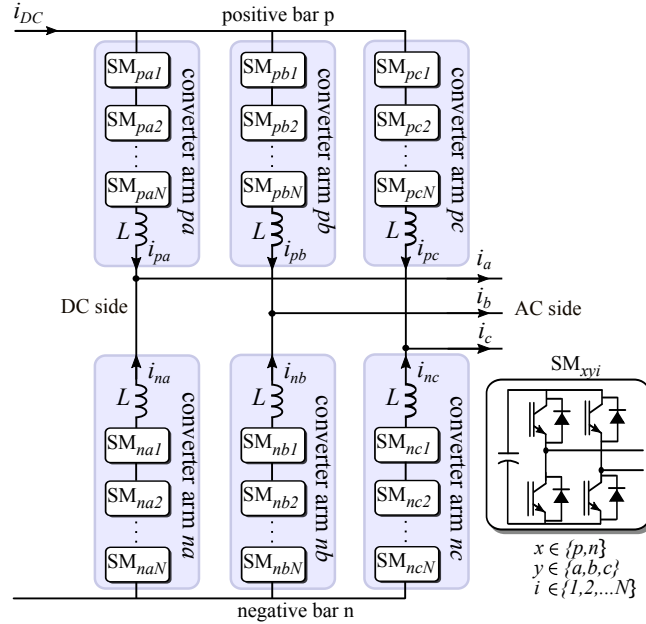 i_DC positive bar p
SM_pa1 SM_pb1 SM_pc1
SM_pa2 SM_pb2 SM_pc2
SM_paN SM_pbN SM_pcN
converter arm pa
converter arm pb
converter arm pc
L L L
i_pa i_pb i_pc
i_a
DC side i_b AC side
i_c
i_na i_nb i_nc
L L L
SM_xyi
SM_na1 SM_nb1 SM_nc1
SM_na2 SM_nb2 SM_nc2
SM_naN SM_nbN SM_ncN
converter arm na
converter arm nb
converter arm nc
x ∈ {p,n}
y ∈ {a,b,c}
i ∈{1,2,...N}
negative bar n